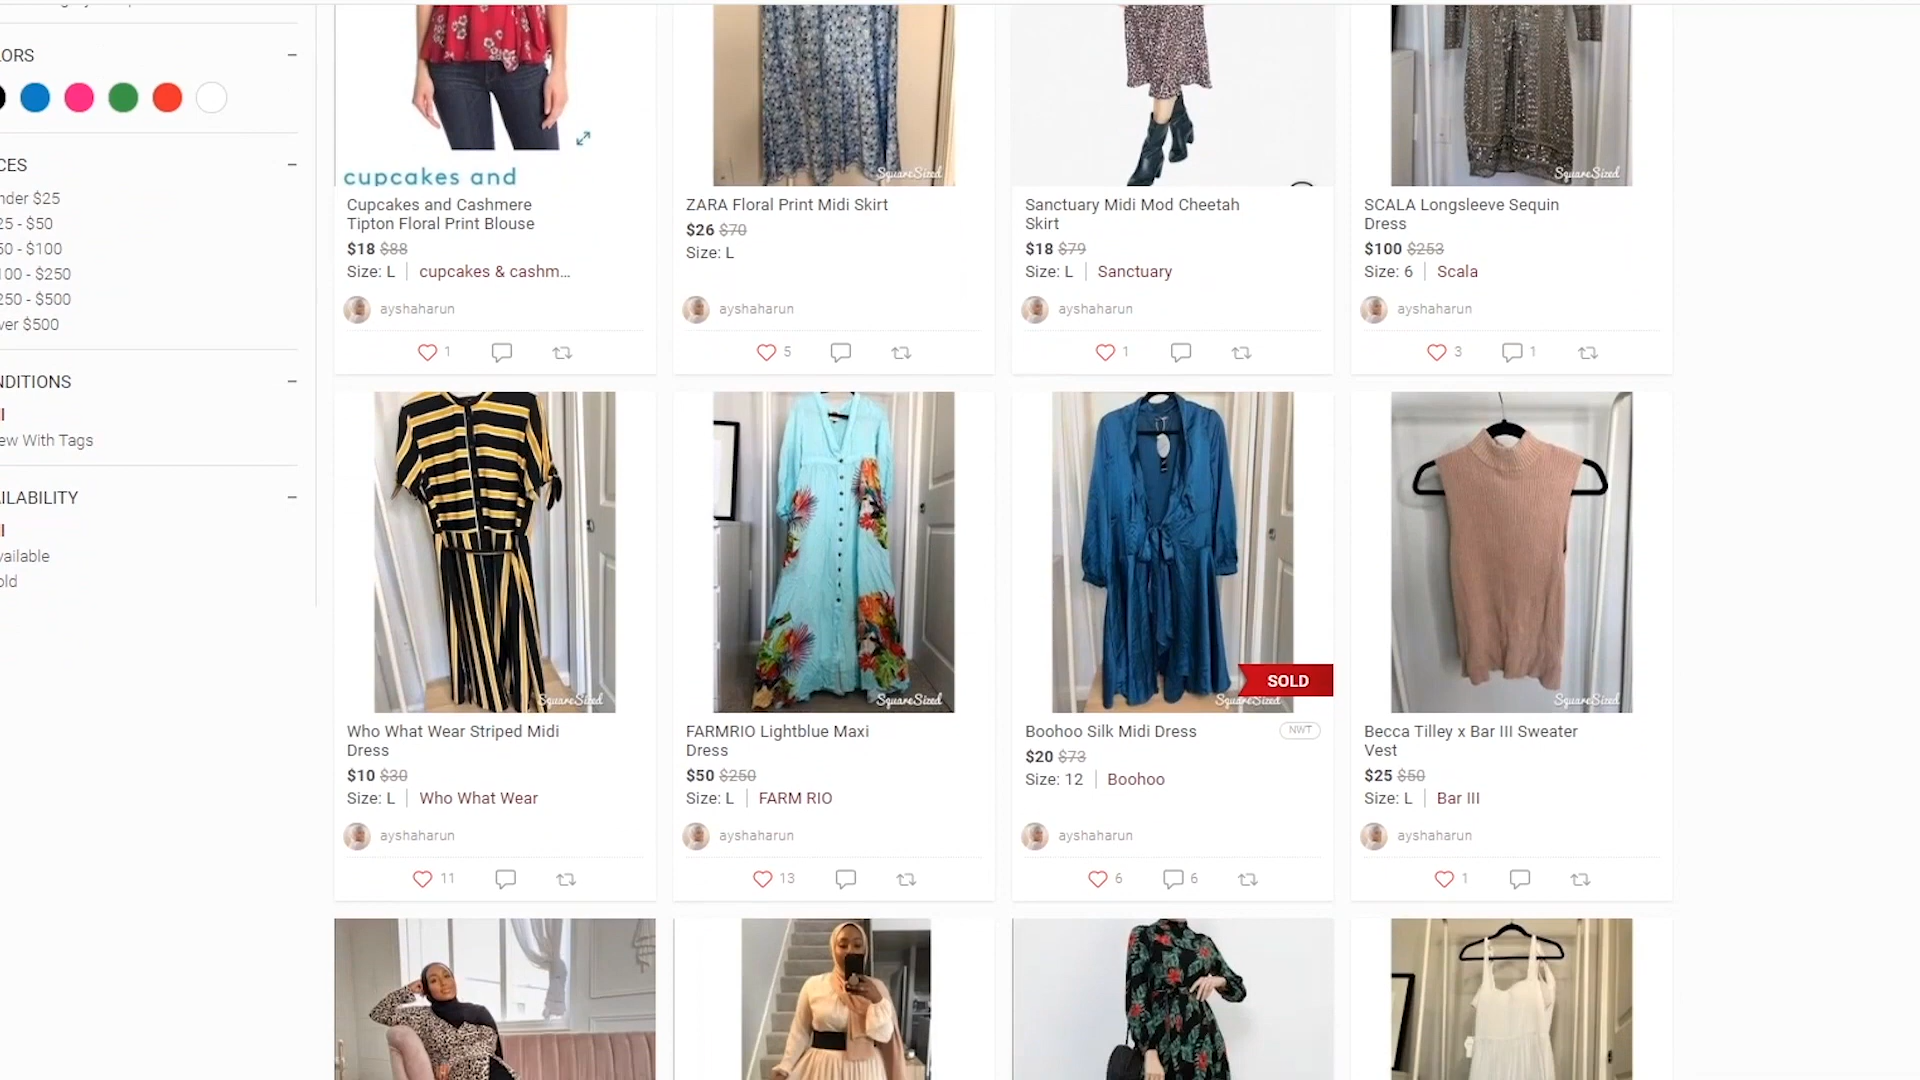 LORS
CES
nder $25
25 - $50
50 - $100
100 - $250
250 - $500
ver $500
NDITIONS
ll
ew With Tags
AILABILITY
ll
vailable
old
cupcakes and
Cupcakes and Cashmere
Tipton Floral Print Blouse
$18 $88
Size: L | cupcakes & cashm...
ayshaharun
1
SquareSized
ZARA Floral Print Midi Skirt
$26 $70
Size: L
ayshaharun
5
Sanctuary Midi Mod Cheetah
Skirt
$18 $79
Size: L | Sanctuary
ayshaharun
1
SquareSized
SCALA Longsleeve Sequin
Dress
$100 $253
Size: 6 | Scala
ayshaharun
3 1
SquareSized
Who What Wear Striped Midi
Dress
$10 $30
Size: L | Who What Wear
ayshaharun
11
SquareSized
FARMRIO Lightblue Maxi
Dress
$50 $250
Size: L | FARM RIO
ayshaharun
13
SOLD
SquareSized
Boohoo Silk Midi Dress
NWT
$20 $73
Size: 12 | Boohoo
ayshaharun
6 6
SquareSized
Becca Tilley x Bar III Sweater
Vest
$25 $50
Size: L | Bar III
ayshaharun
1